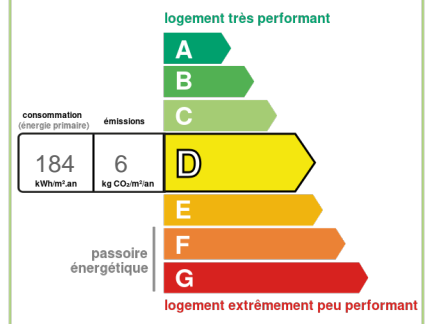 logement très performant
A
B
C
consommation
(énergie primaire)
émissions
184
6
kWh/m².an
kg CO₂/m²/an
D
E
F
passoire
énergétique
G
logement extrêmement peu performant